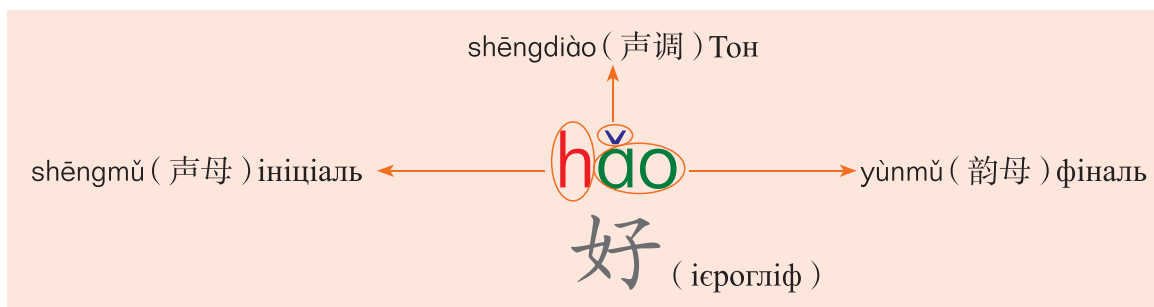 shēngdiào（声调）Тон
shēngmǔ（声母）ініціаль hǎo yùnmǔ（韵母）фіналь
好（ієрогліф）